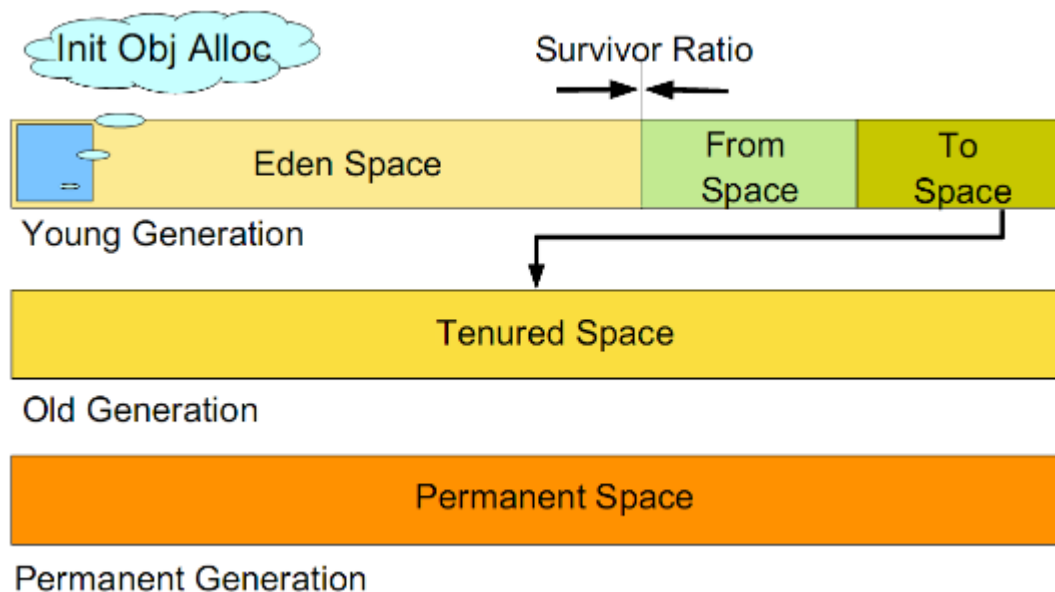 Init Obj Alloc
Survivor Ratio
Eden Space
From
Space
To
Space
Young Generation
Tenured Space
Old Generation
Permanent Space
Permanent Generation